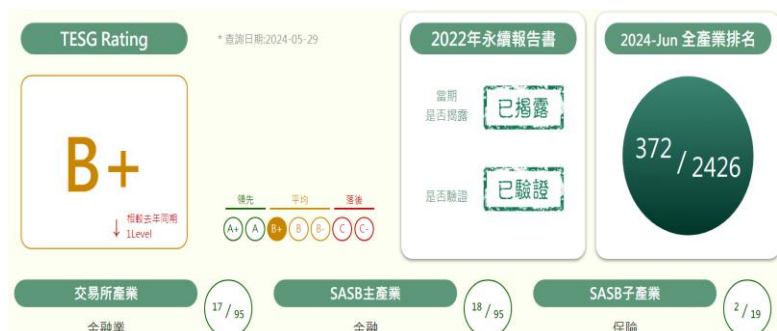 TESG Rating
* 查詢日期:2024-05-29
B+
相較去年同期
↓ 1Level
領先 平均 落後
A+ A B+ B B- C C-
2022年永續報告書
當期
是否揭露
已揭露
是否驗證
已驗證
2024-Jun 全產業排名
372 / 2426
交易所產業
17 / 95
金融業
SASB主產業
18 / 95
金融
SASB子產業
2 / 19
保險